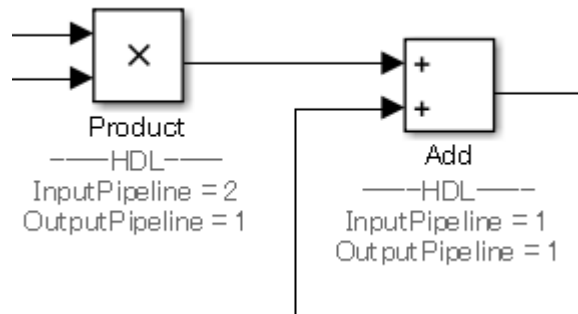 ×
+
+
Product
----HDL----
InputPipeline = 2
OutputPipeline = 1
Add
----HDL----
InputPipeline = 1
OutputPipeline = 1